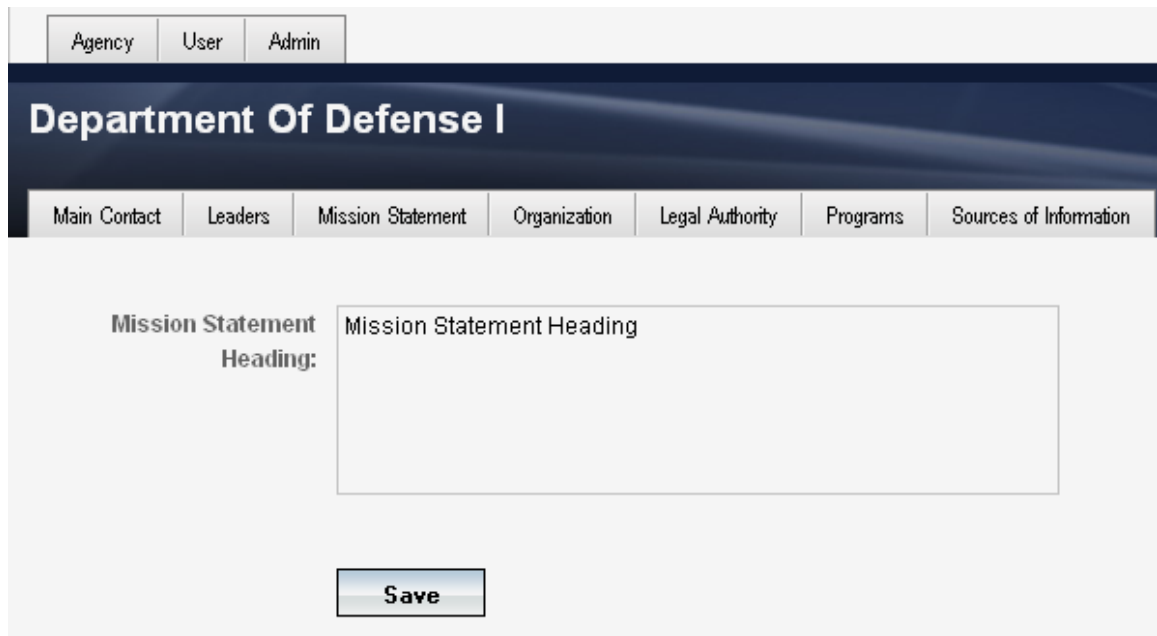 Agency User Admin
Department Of Defense I
Main Contact Leaders Mission Statement Organization Legal Authority Programs Sources of Information
Mission Statement Heading:
Mission Statement Heading
Save